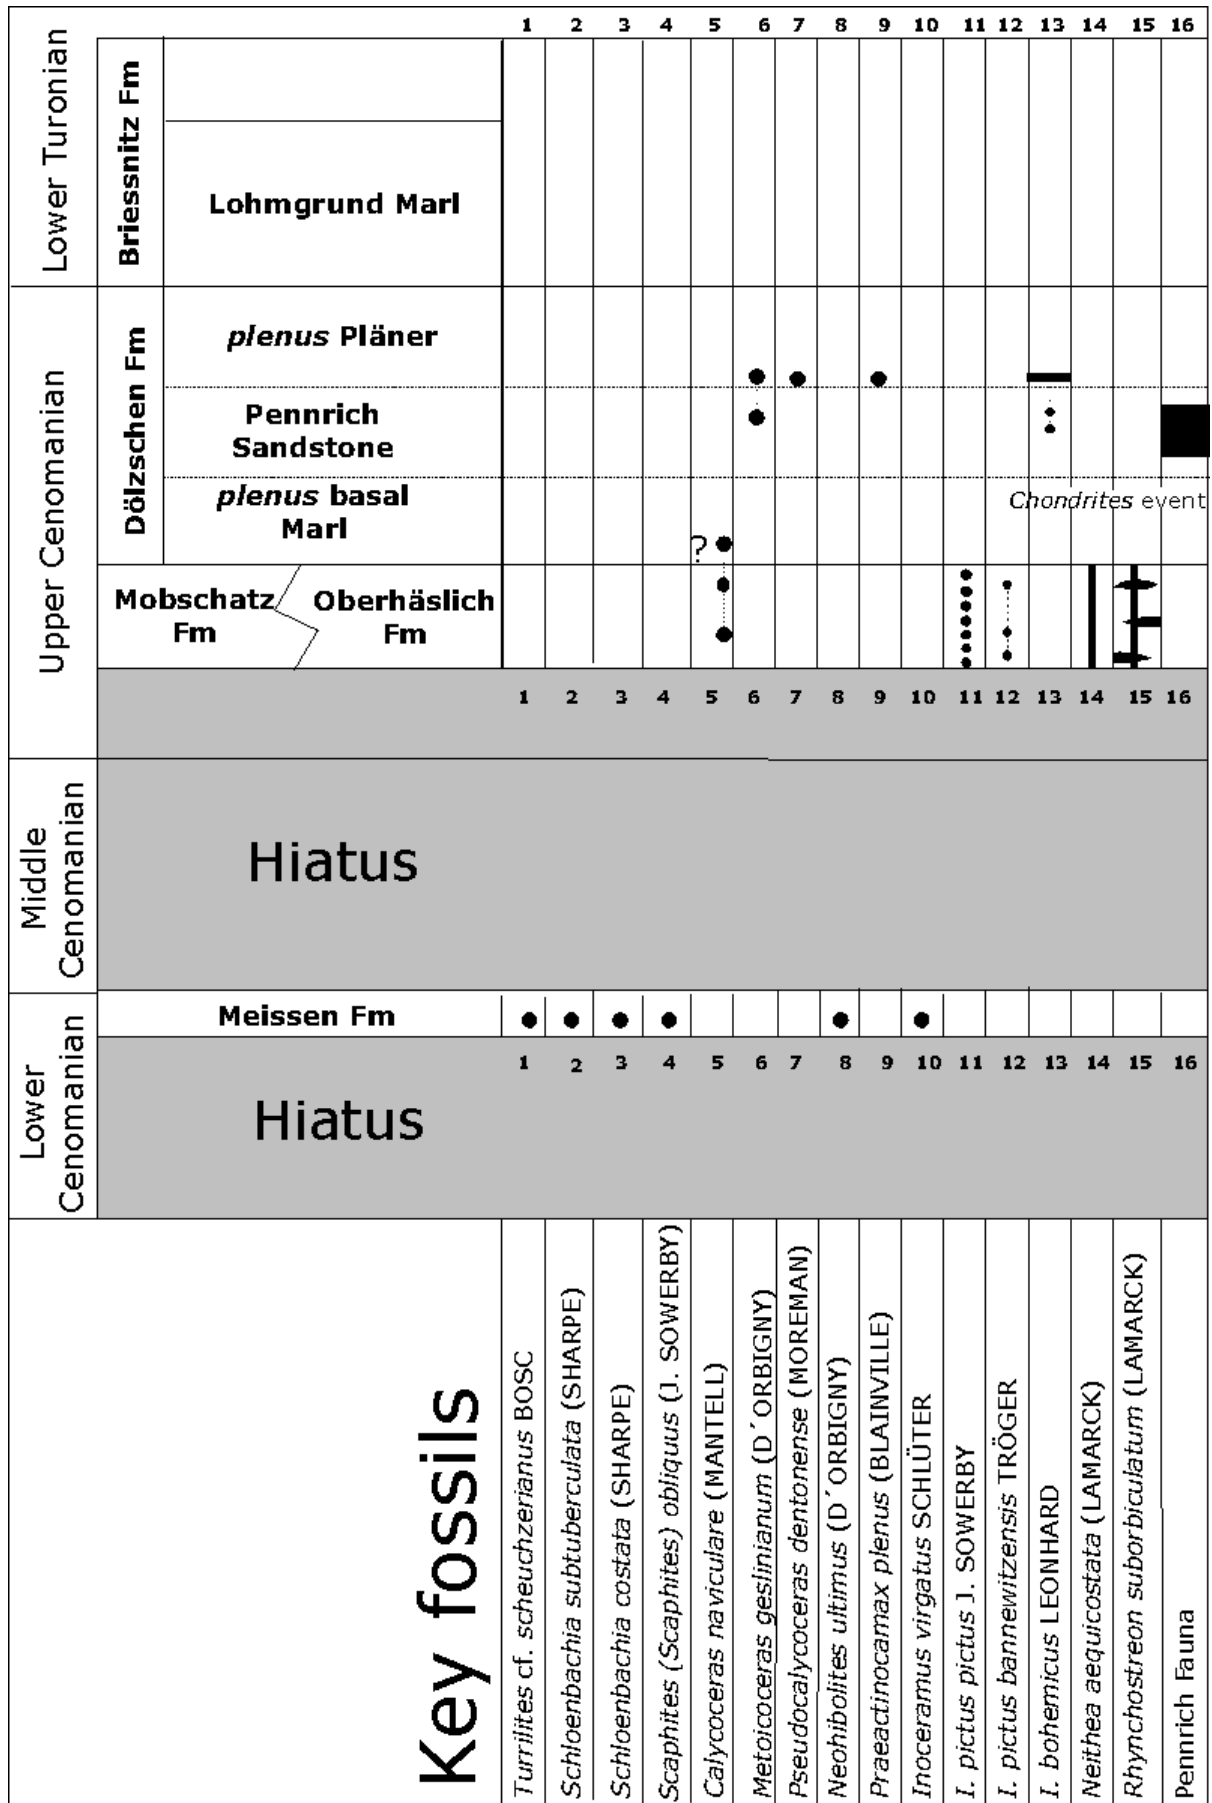 1 2 3 4 5 6 7 8 9 10 11 12 13 14 15 16
Lower Turonian
Briessnitz Fm
Lohmgrund Marl
Upper Cenomanian
Dölzschen Fm
plenus Pläner
Pennrich
Sandstone
plenus basal
Marl
Chondrites event
?
Mobschatz
Fm
Oberhäslich
Fm
1 2 3 4 5 6 7 8 9 10 11 12 13 14 15 16
Middle
Cenomanian
Hiatus
Lower
Cenomanian
Meissen Fm
1 2 3 4 5 6 7 8 9 10 11 12 13 14 15 16
Hiatus
Key fossils
Turrilites cf. scheuchzerianus BOSC
Schloenbachia subtuberculata (SHARPE)
Schloenbachia costata (SHARPE)
Scaphites (Scaphites) obliquus (J. SOWERBY)
Calycoceras naviculare (MANTELL)
Metoicoceras geslinianum (D´ORBIGNY)
Pseudocalycoceras dentonense (MOREMAN)
Neohibolites ultimus (D´ORBIGNY)
Praeactinocamax plenus (BLAINVILLE)
Inoceramus virgatus SCHLÜTER
I. pictus pictus J. SOWERBY
I. pictus bannewitzensis TRÖGER
I. bohemicus LEONHARD
Neithea aequicostata (LAMARCK)
Rhynchostreon suborbiculatum (LAMARCK)
Pennrich Fauna